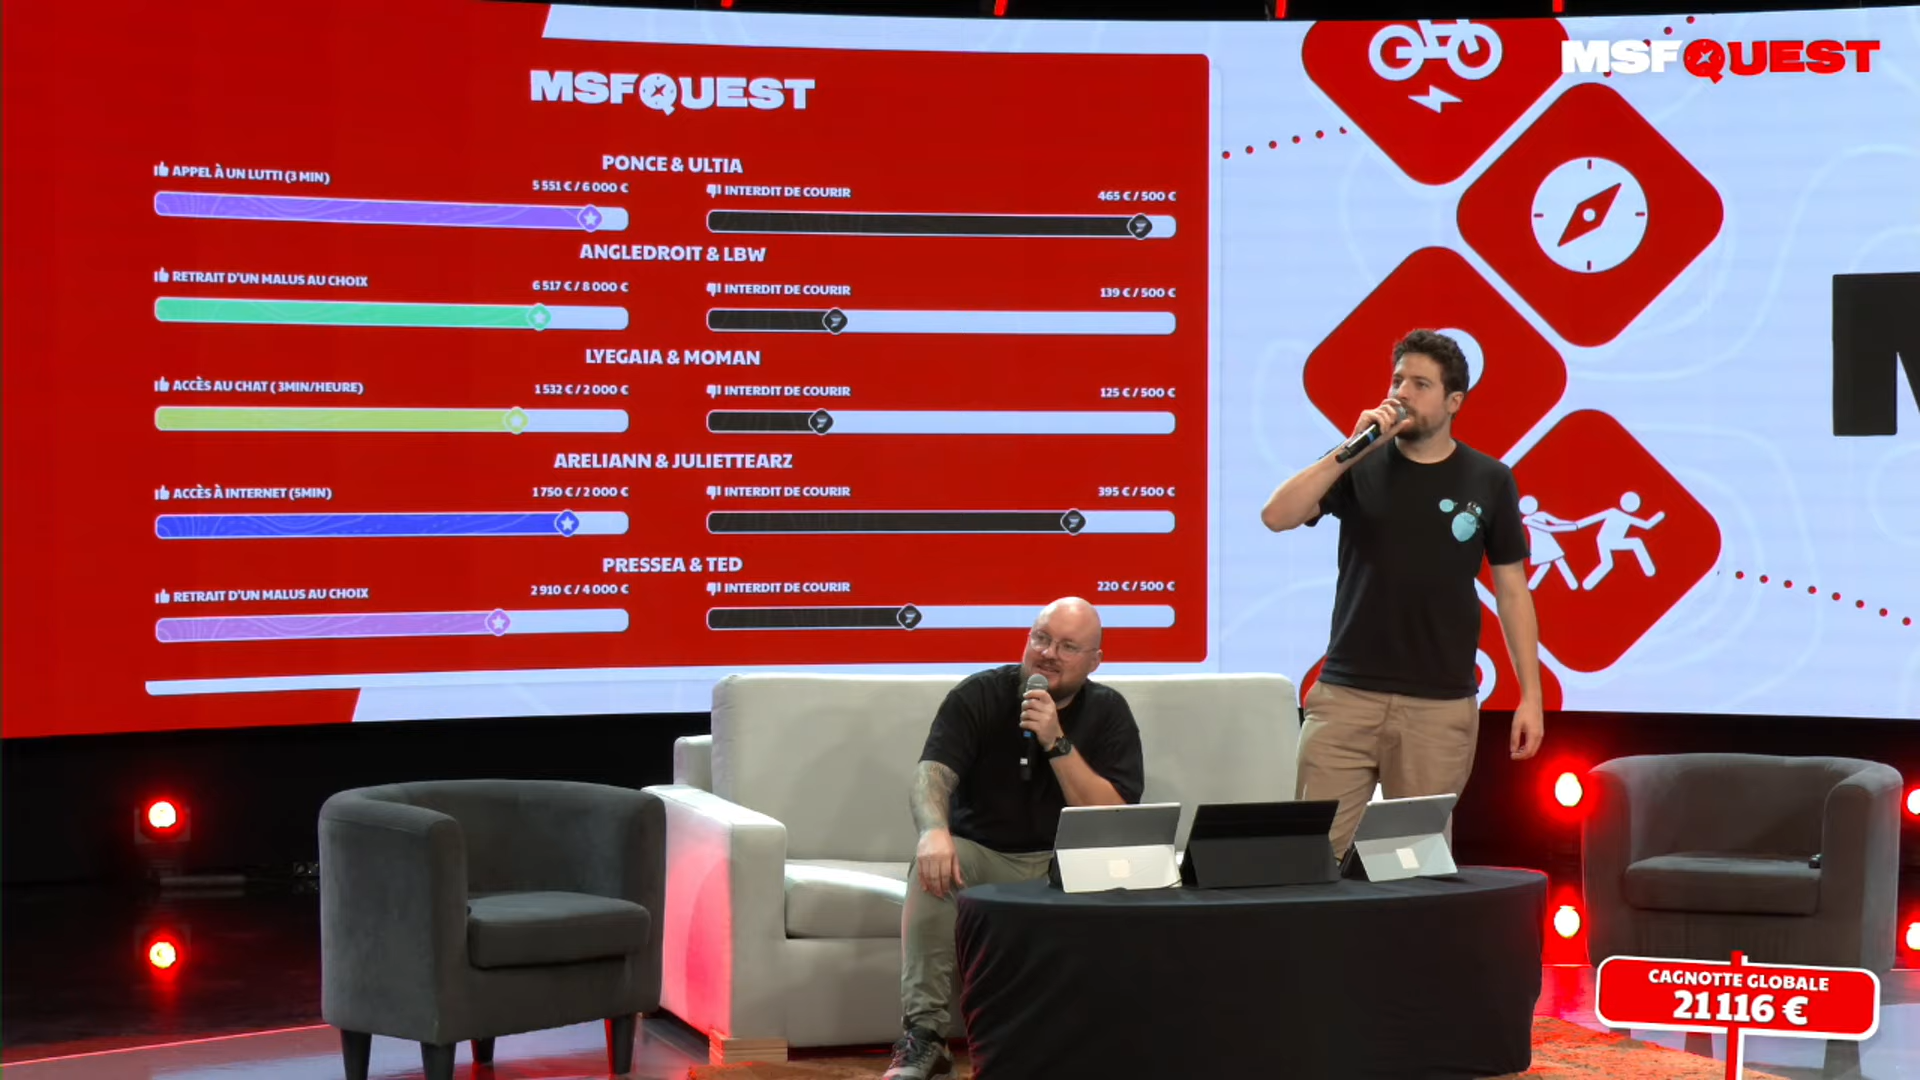 MSFQUEST
MSFQUEST
PONCE & ULTIA
APPEL À UN LUTTI (3 MIN)
5 551 € / 6 000 €
INTERDIT DE COURIR
465 € / 500 €
ANGLEDROIT & LBW
RETRAIT D'UN MALUS AU CHOIX
6 517 € / 8 000 €
INTERDIT DE COURIR
139 € / 500 €
LYEGAIA & MOMAN
ACCÈS AU CHAT ( 3MIN/HEURE)
1 532 € / 2 000 €
INTERDIT DE COURIR
125 € / 500 €
ARELIANN & JULIETTEARZ
ACCÈS À INTERNET (5MIN)
1 750 € / 2 000 €
INTERDIT DE COURIR
395 € / 500 €
PRESSEA & TED
RETRAIT D'UN MALUS AU CHOIX
2 910 € / 4 000 €
INTERDIT DE COURIR
220 € / 500 €
CAGNOTTE GLOBALE
21 116 €